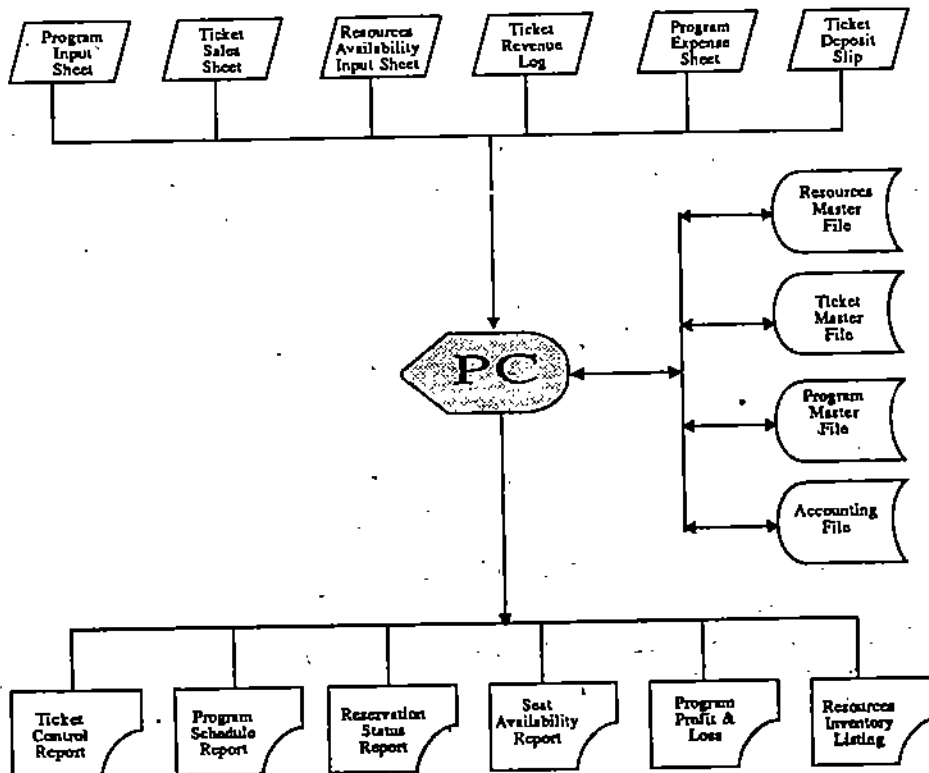 Program
Input
Sheet
Ticket
Sales
Sheet
Resources
Availability
Input Sheet
Ticket
Revenue
Log
Program
Expense
Sheet
Ticket
Deposit
Slip
Resources
Master
File
Ticket
Master
File
PC
Program
Master
File
Accounting
File
Ticket
Control
Report
Program
Schedule
Report
Reservation
Status
Report
Seat
Availability
Report
Program
Profit &
Loss
Resources
Inventory
Listing